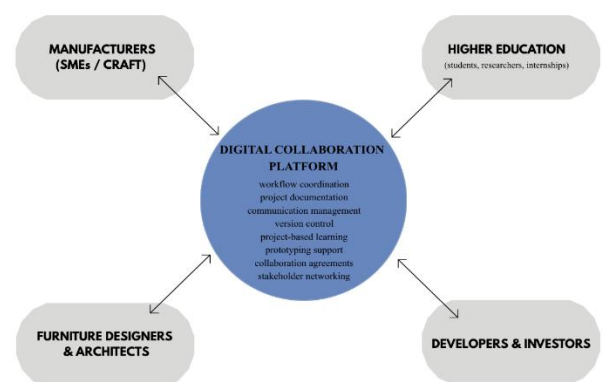 MANUFACTURERS
(SMEs / CRAFT)
HIGHER EDUCATION
(students, researchers, internships)
DIGITAL COLLABORATION
PLATFORM
workflow coordination
project documentation
communication management
version control
project-based learning
prototyping support
collaboration agreements
stakeholder networking
FURNITURE DESIGNERS
& ARCHITECTS
DEVELOPERS & INVESTORS